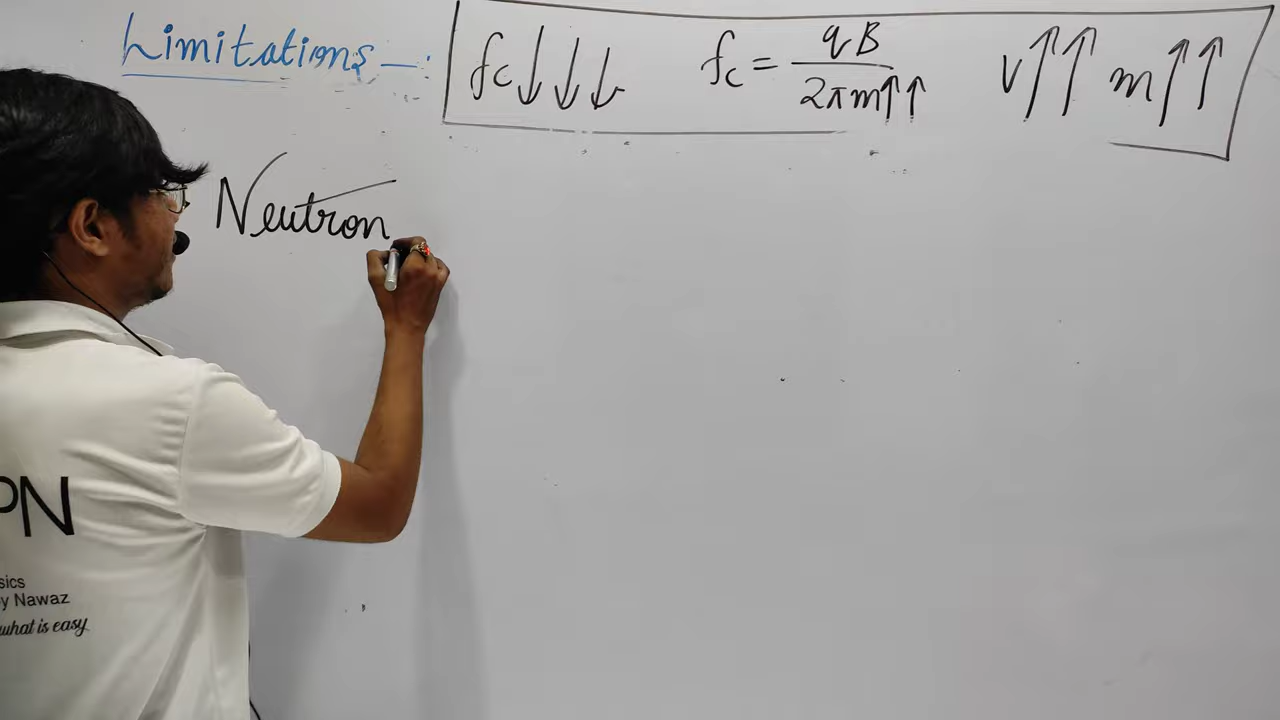 Limitations —:
fc↓↓↓ fc = qB / 2πm↑↑ v↑↑ m↑↑
Neutron
PN
sics
y Nawaz
what is easy